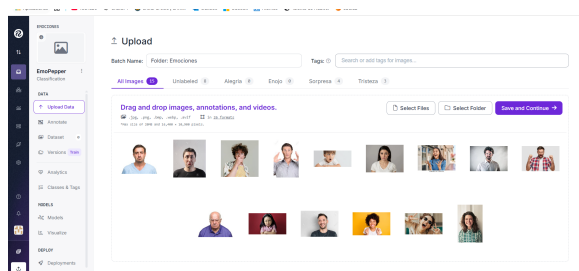 EMOCIONES
Upload
Batch Name:
Folder: Emociones
Tags:
Search or add tags for images...
EmoPepper
Classification
All Images 15
Unlabeled
Alegria
Enojo
Sorpresa
Tristeza
DATA
Upload Data
Annotate
Dataset
Versions
Train
Analytics
Classes & Tags
MODELS
Models
Visualize
DEPLOY
Deployments
Drag and drop images, annotations, and videos.
Select Files
Select Folder
Save and Continue →